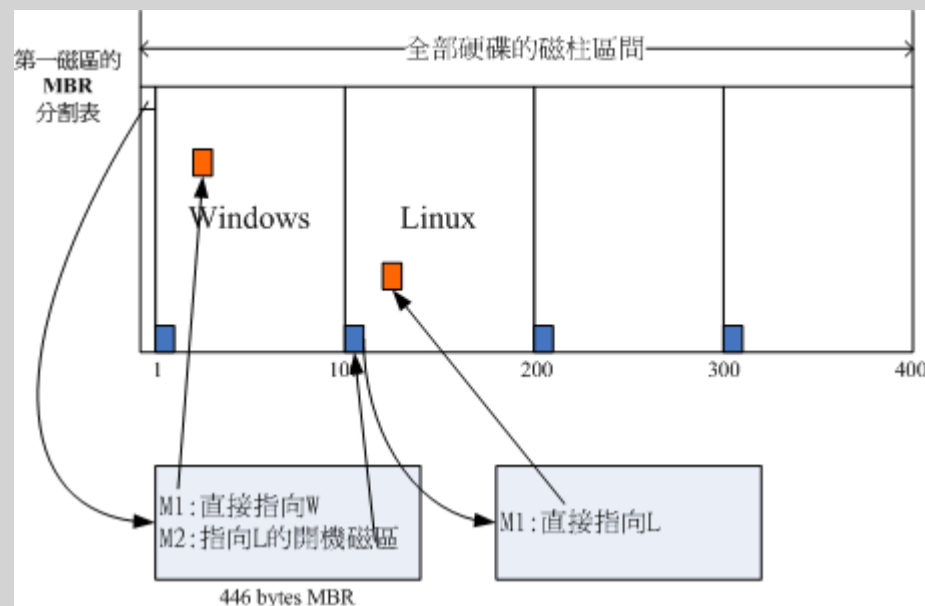 全部硬碟的磁柱區間
第一磁區的
MBR
分割表
Windows
Linux
1
100
200
300
400
M1:直接指向W
M2:指向L的開機磁區
M1:直接指向L
446 bytes MBR